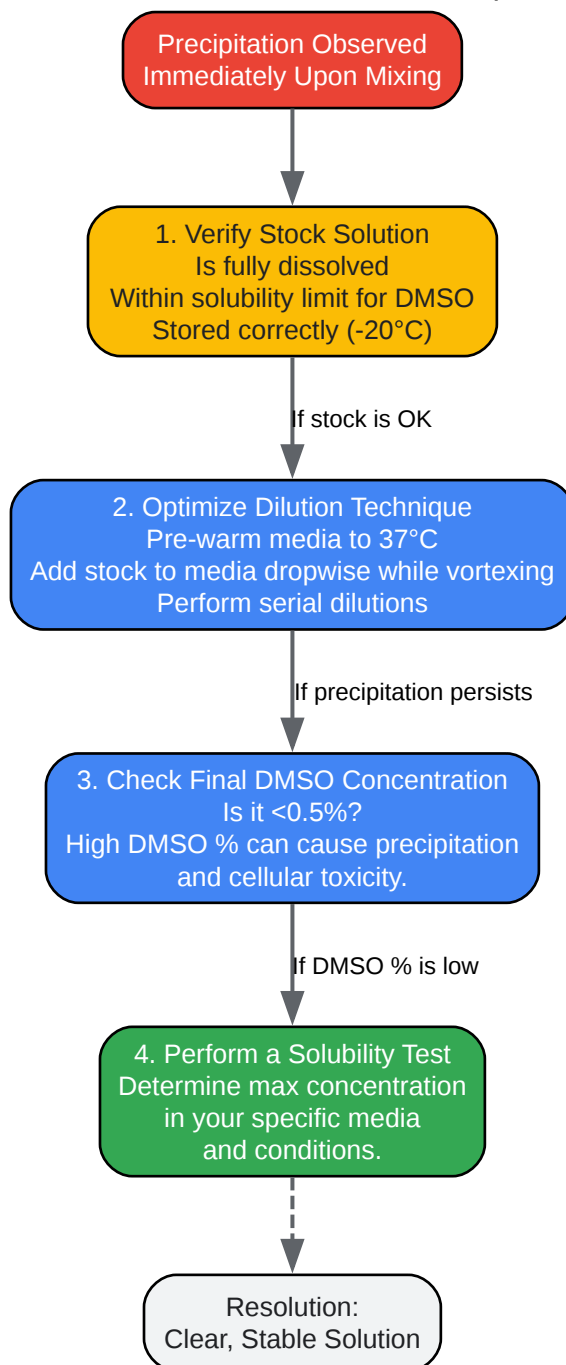 Precipitation Observed
Immediately Upon Mixing
1. Verify Stock Solution
Is fully dissolved
Within solubility limit for DMSO
Stored correctly (-20°C)
If stock is OK
2. Optimize Dilution Technique
Pre-warm media to 37°C
Add stock to media dropwise while vortexing
Perform serial dilutions
If precipitation persists
3. Check Final DMSO Concentration
Is it <0.5%?
High DMSO % can cause precipitation
and cellular toxicity.
If DMSO % is low
4. Perform a Solubility Test
Determine max concentration
in your specific media
and conditions.
Resolution:
Clear, Stable Solution